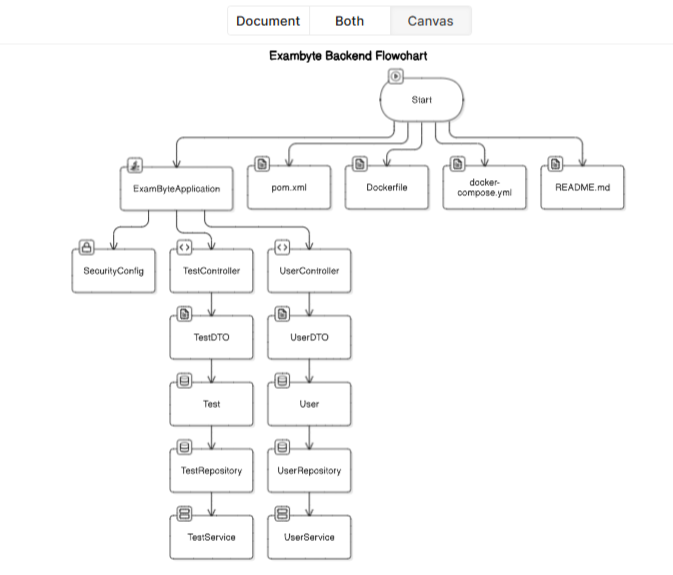 Document Both Canvas
Exambyte Backend Flowchart
Start
ExamByteApplication
pom.xml
Dockerfile
docker-
compose.yml
README.md
SecurityConfig
TestController
UserController
TestDTO
UserDTO
Test
User
TestRepository
UserRepository
TestService
UserService